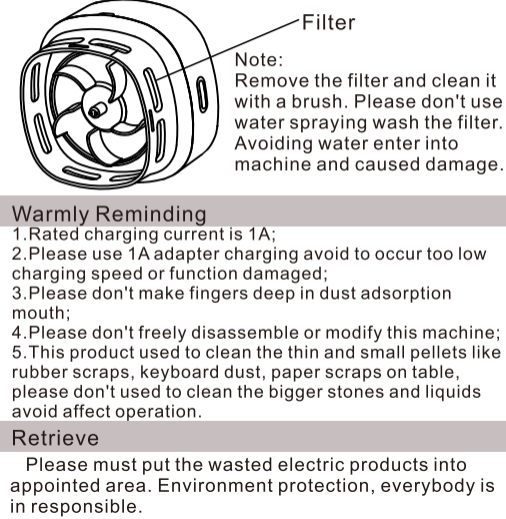 Filter
Note:
Remove the filter and clean it
with a brush. Please don't use
water spraying wash the filter.
Avoiding water enter into
machine and caused damage.
Warmly Reminding
1.Rated charging current is 1A;
2.Please use 1A adapter charging avoid to occur too low
charging speed or function damaged;
3.Please don't make fingers deep in dust adsorption
mouth;
4.Please don't freely disassemble or modify this machine;
5.This product used to clean the thin and small pellets like
rubber scraps, keyboard dust, paper scraps on table,
please don't used to clean the bigger stones and liquids
avoid affect operation.
Retrieve
Please must put the wasted electric products into
appointed area. Environment protection, everybody is
in responsible.